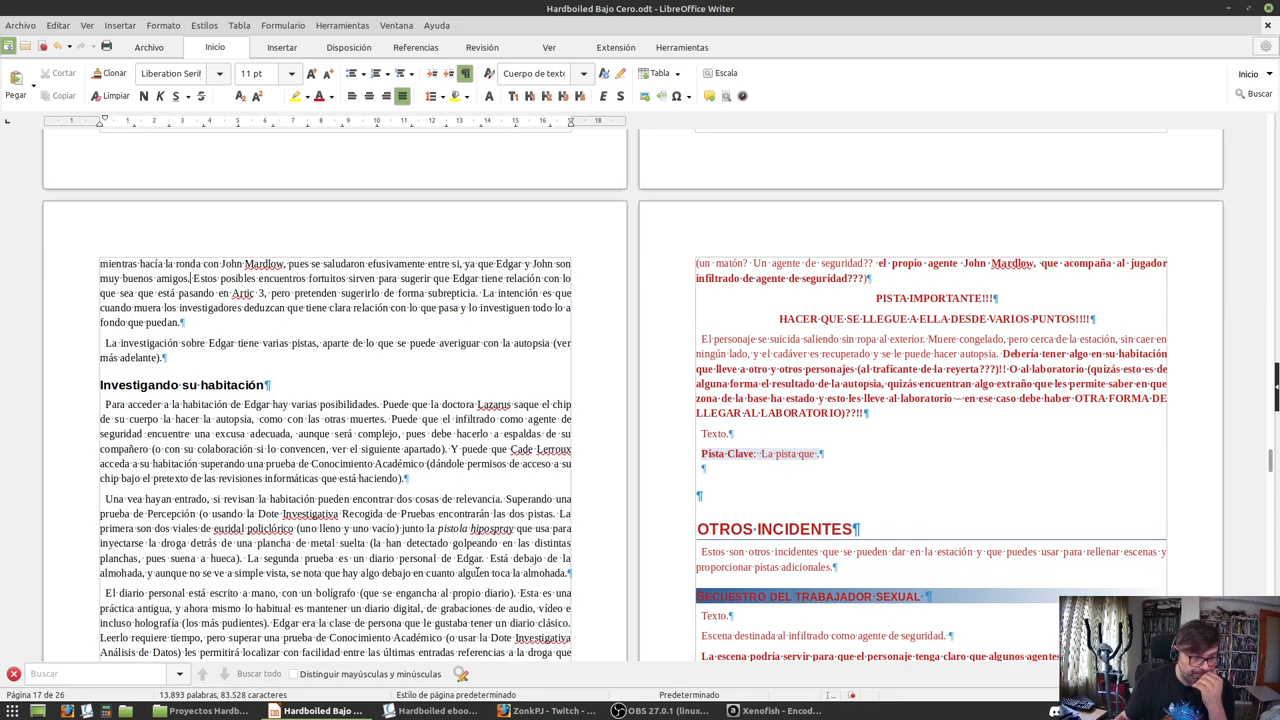 Hardboiled Bajo Cero.odt - LibreOffice Writer
Archivo Editar Ver Insertar Formato Estilos Tabla Formulario Herramientas Ventana Ayuda
Archivo Inicio Insertar Disposición Referencias Revisión Ver Extensión Herramientas
Cortar Clonar Liberation Serif 11 pt Cuerpo de texto Tabla Escala Inicio
Pegar Copiar Limpiar Buscar
1 1 2 3 4 5 6 7 8 9 10 11 12 13 14 15 16 17 18
mientras hacía la ronda con John Mardlow, pues se saludaron efusivamente entre si, ya que Edgar y John son
muy buenos amigos. Estos posibles encuentros fortuitos sirven para sugerir que Edgar tiene relación con lo
que sea que está pasando en Artic 3, pero pretenden sugerirlo de forma subrepticia. La intención es que
cuando muera los investigadores deduzcan que tiene clara relación con lo que pasa y lo investiguen todo lo a
fondo que puedan.¶
La investigación sobre Edgar tiene varias pistas, aparte de lo que se puede averiguar con la autopsia (ver
más adelante).¶
Investigando su habitación¶
Para acceder a la habitación de Edgar hay varias posibilidades. Puede que la doctora Lazarus saque el chip
de su cuerpo la hacer la autopsia, como con las otras muertes. Puede que el infiltrado como agente de
seguridad encuentre una excusa adecuada, aunque será complejo, pues debe hacerlo a espaldas de su
compañero (o con su colaboración si lo convencen, ver el siguiente apartado). Y puede que Cade Lerroux
acceda a su habitación superando una prueba de Conocimiento Académico (dándole permisos de acceso a su
chip bajo el pretexto de las revisiones informáticas que está haciendo).¶
Una vea hayan entrado, si revisan la habitación pueden encontrar dos cosas de relevancia. Superando una
prueba de Percepción (o usando la Dote Investigativa Recogida de Pruebas encontrarán las dos pistas. La
primera son dos viales de euridal policlórico (uno lleno y uno vacío) junto la pistola hipospray que usa para
inyectarse la droga detrás de una plancha de metal suelta (la han detectado golpeando en las distintas
planchas, pues suena a hueca). La segunda prueba es un diario personal de Edgar. Está debajo de la
almohada, y aunque no se ve a simple vista, se nota que hay algo debajo en cuanto alguien toca la almohada.¶
El diario personal está escrito a mano, con un bolígrafo (que se engancha al propio diario). Esta es una
práctica antigua, y ahora mismo lo habitual es mantener un diario digital, de grabaciones de audio, vídeo e
incluso holografía (los más pudientes). Edgar era la clase de persona que le gustaba tener un diario clásico.
Leerlo requiere tiempo, pero superar una prueba de Conocimiento Académico (o usar la Dote Investigativa
Análisis de Datos) les permitirá localizar con facilidad entre las últimas entradas referencias a la droga que
(un matón? Un agente de seguridad?? el propio agente John Mardlow, que acompaña al jugador
infiltrado de agente de seguridad???)¶
PISTA IMPORTANTE!!!¶
HACER QUE SE LLEGUE A ELLA DESDE VARIOS PUNTOS!!!!¶
El personaje se suicida saliendo sin ropa al exterior. Muere congelado, pero cerca de la estación, sin caer en
ningún lado, y el cadáver es recuperado y se le puede hacer autopsia. Debería tener algo en su habitación
que lleve a otro y otros personajes (al traficante de la reyerta???)!! O al laboratorio (quizás esto es de
alguna forma el resultado de la autopsia, quizás encuentran algo extraño que les permite saber en que
zona de la base ha estado y esto les lleve al laboratorio – en ese caso debe haber OTRA FORMA DE
LLEGAR AL LABORATORIO)??!!¶
Texto.¶
Pista Clave: La pista que .¶
¶
¶
OTROS INCIDENTES¶
Estos son otros incidentes que se pueden dar en la estación y que puedes usar para rellenar escenas y
proporcionar pistas adicionales.¶
SECUESTRO DEL TRABAJADOR SEXUAL ¶
Texto.¶
Escena destinada al infiltrado como agente de seguridad. ¶
La escena podría servir para que el personaje tenga claro que algunos agentes
Buscar Buscar todo Distinguir mayúsculas y minúsculas
Página 17 de 26 13.893 palabras, 83.528 caracteres Estilo de página predeterminado Predeterminado
Proyectos Hardb... Hardboiled Bajo ... Hardboiled eboo... ZonkPJ - Twitch - ... OBS 27.0.1 (linux... Xenofish - Encod...